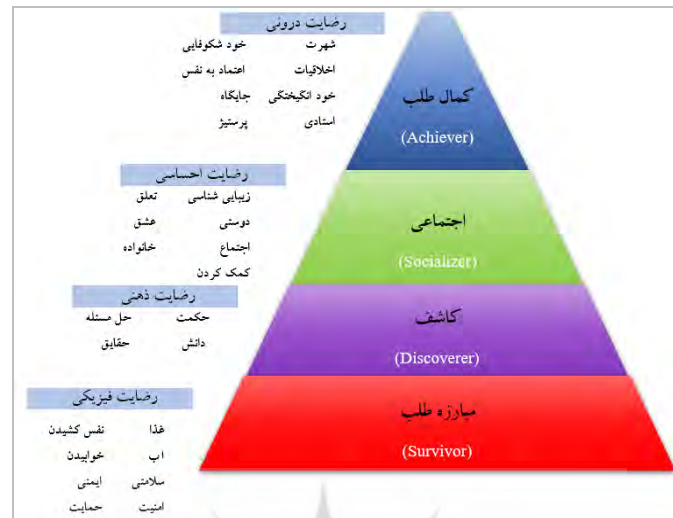 رضایت درونی
شهرت خود شکوفایی
اخلاقیات اعتماد به نفس
خود انگیختگی جایگاه
استادی پرستیژ
کمال طلب
(Achiever)
رضایت احساسی
زیبایی شناسی تعلق
دوستی عشق
اجتماع خانواده
کمک کردن
اجتماعی
(Socializer)
رضایت ذهنی
حکمت حل مسئله
دانش حقایق
کاشف
(Discoverer)
رضایت فیزیکی
غذا نفس کشیدن
اب خوابیدن
سلامتی ایمنی
امنیت حمایت
مبارزه طلب
(Survivor)